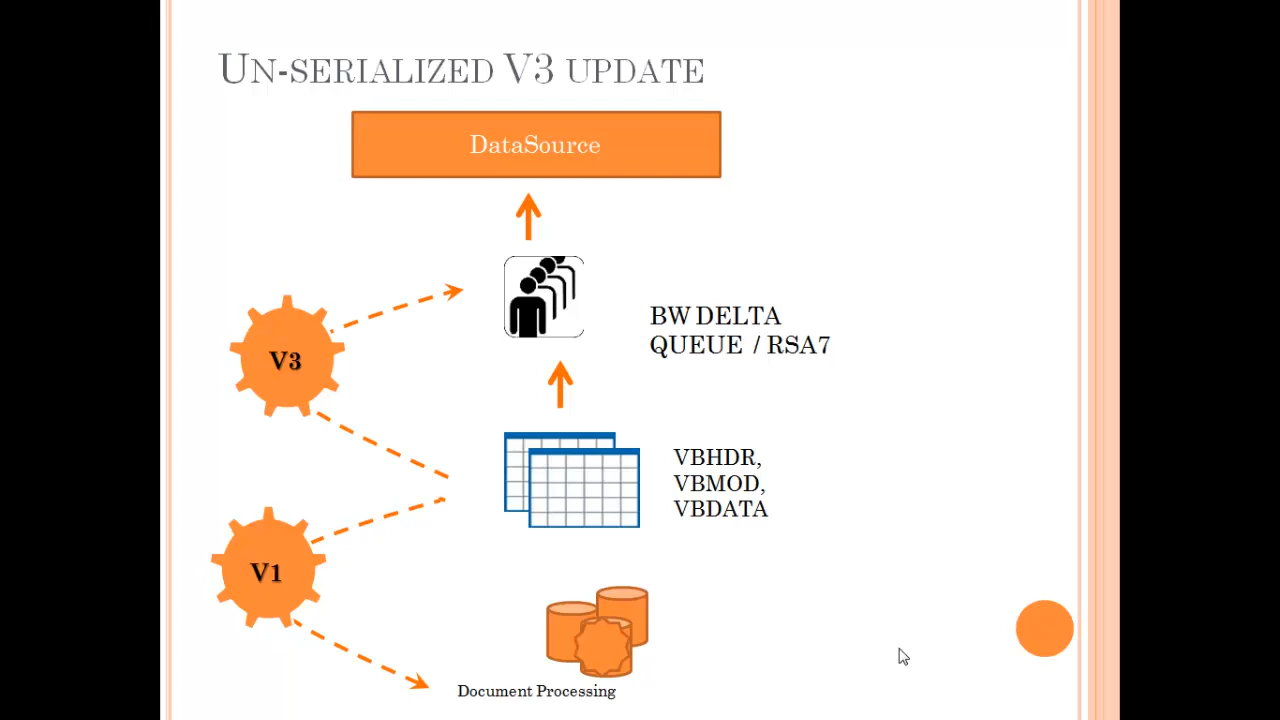 UN-SERIALIZED V3 UPDATE
DataSource
BW DELTA
QUEUE / RSA7
V3
VBHDR,
VBMOD,
VBDATA
V1
Document Processing